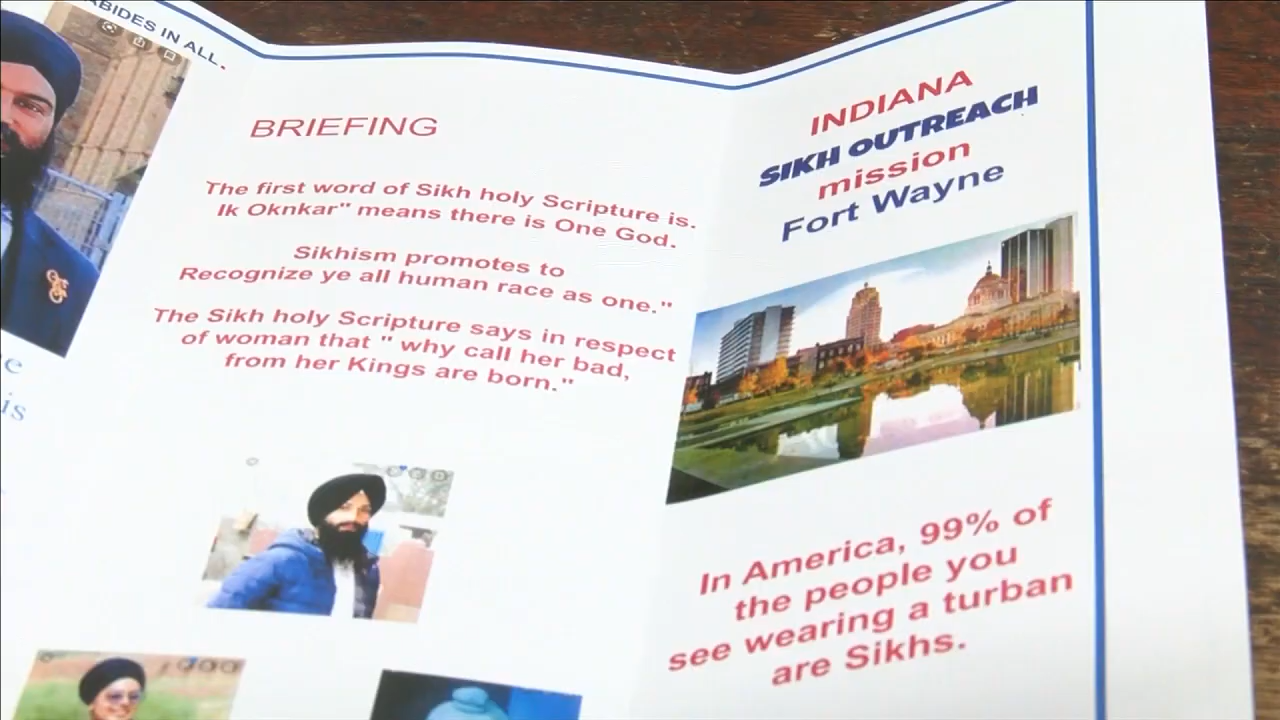 ABIDES IN ALL.
e
is
BRIEFING
The first word of Sikh holy Scripture is.
Ik Oknkar" means there is One God.
Sikhism promotes to
Recognize ye all human race as one."
The Sikh holy Scripture says in respect
of woman that " why call her bad,
from her Kings are born."
INDIANA
SIKH OUTREACH
mission
Fort Wayne
In America, 99% of
the people you
see wearing a turban
are Sikhs.